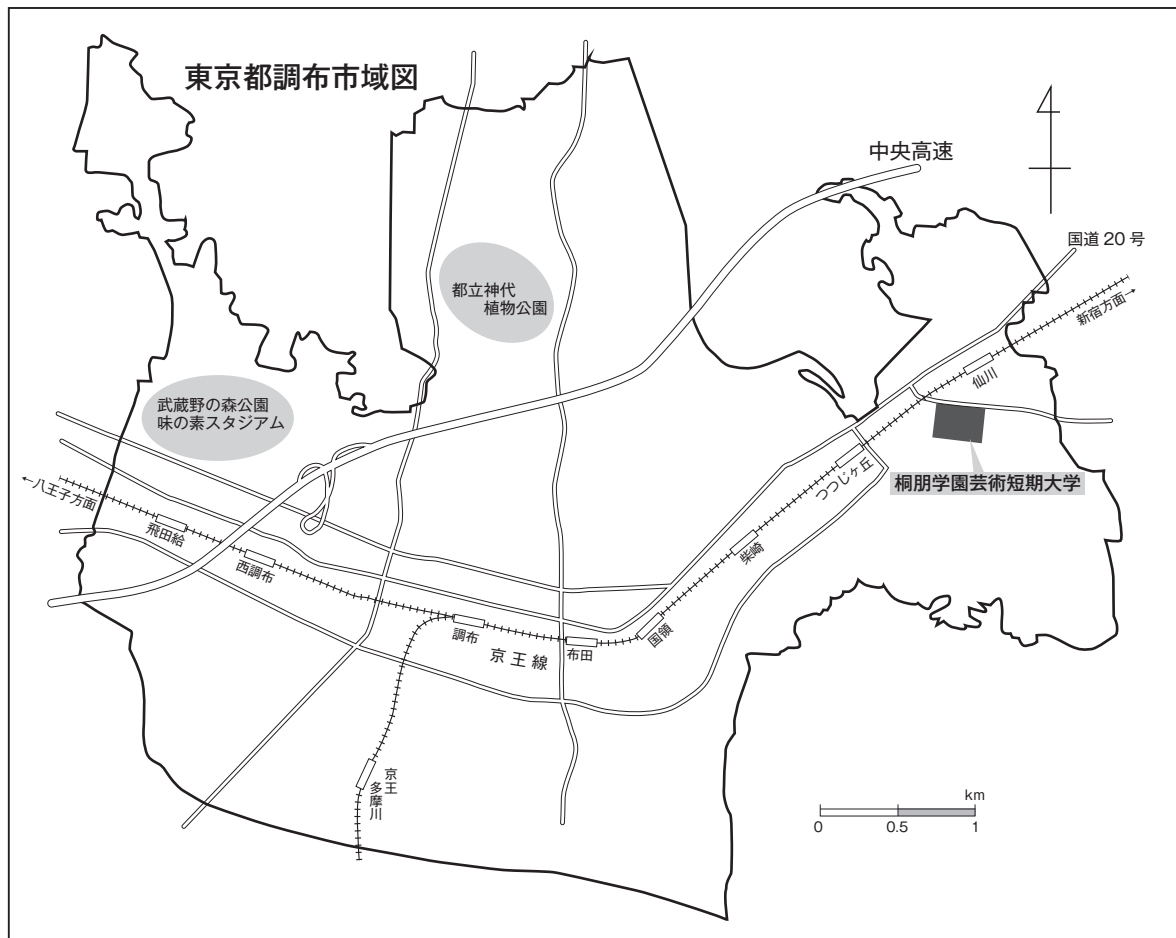 東京都調布市域図
中央高速
国道 20 号
新宿方面→
都立神代
植物公園
仙川
武蔵野の森公園
味の素スタジアム
つつじヶ丘
桐朋学園芸術短期大学
←八王子方面
飛田給
西調布
柴崎
国領
調布
布田
京王線
京王
多摩川
km
0 0.5 1